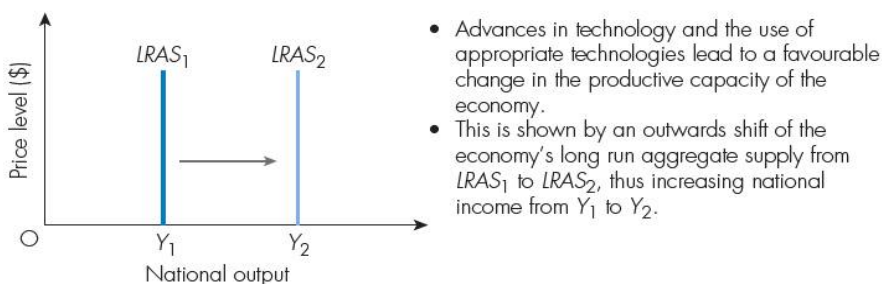 Price level ($)
LRAS₁
LRAS₂
O
Y₁
Y₂
National output
• Advances in technology and the use of
appropriate technologies lead to a favourable
change in the productive capacity of the
economy.
• This is shown by an outwards shift of the
economy's long run aggregate supply from
LRAS₁ to LRAS₂, thus increasing national
income from Y₁ to Y₂.